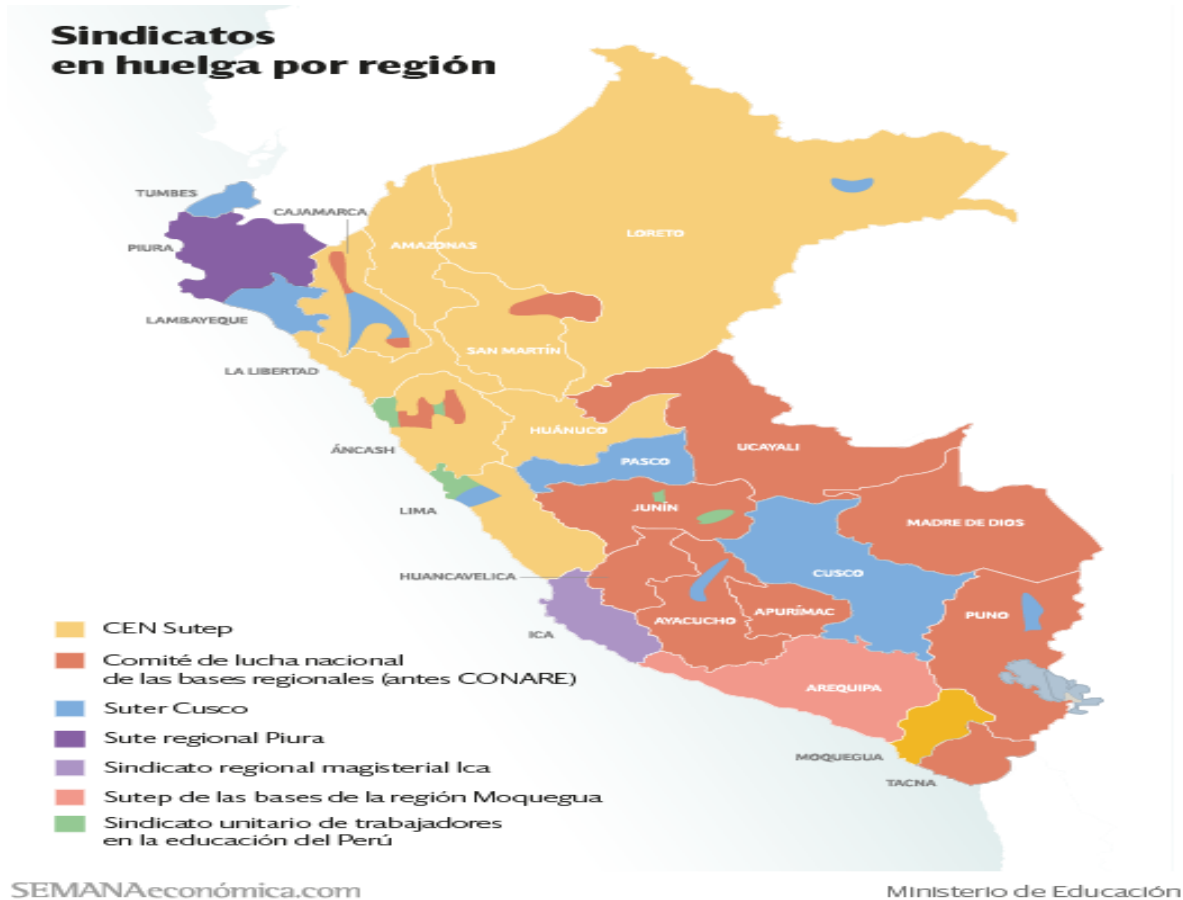 Sindicatos
en huelga por región
TUMBES
CAJAMARCA
PIURA
AMAZONAS
LORETO
LAMBAYEQUE
SAN MARTÍN
LA LIBERTAD
HUÁNUCO
ÁNCASH
UCAYALI
PASCO
LIMA
JUNÍN
MADRE DE DIOS
HUANCAVELICA
CUSCO
ICA
AYACUCHO
APURÍMAC
PUNO
AREQUIPA
MOQUEGUA
TACNA
CEN Sutep
Comité de lucha nacional
de las bases regionales (antes CONARE)
Suter Cusco
Sute regional Piura
Sindicato regional magisterial Ica
Sutep de las bases de la región Moquegua
Sindicato unitario de trabajadores
en la educación del Perú
SEMANAeconómica.com
Ministerio de Educación